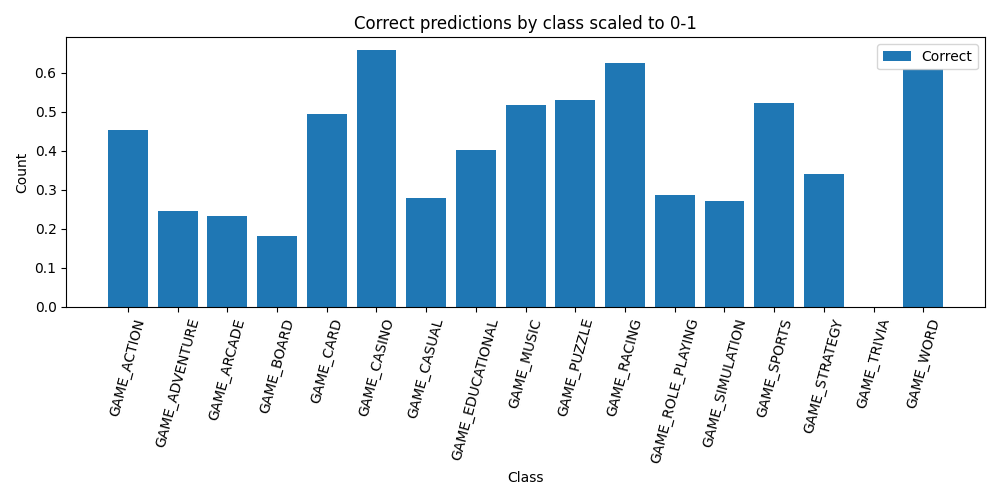 Correct predictions by class scaled to 0-1
Correct
Count
0.6
0.5
0.4
0.3
0.2
0.1
0.0
GAME_ACTION
GAME_ADVENTURE
GAME_ARCADE
GAME_BOARD
GAME_CARD
GAME_CASINO
GAME_CASUAL
GAME_EDUCATIONAL
GAME_MUSIC
GAME_PUZZLE
GAME_RACING
GAME_ROLE_PLAYING
GAME_SIMULATION
GAME_SPORTS
GAME_STRATEGY
GAME_TRIVIA
GAME_WORD
Class